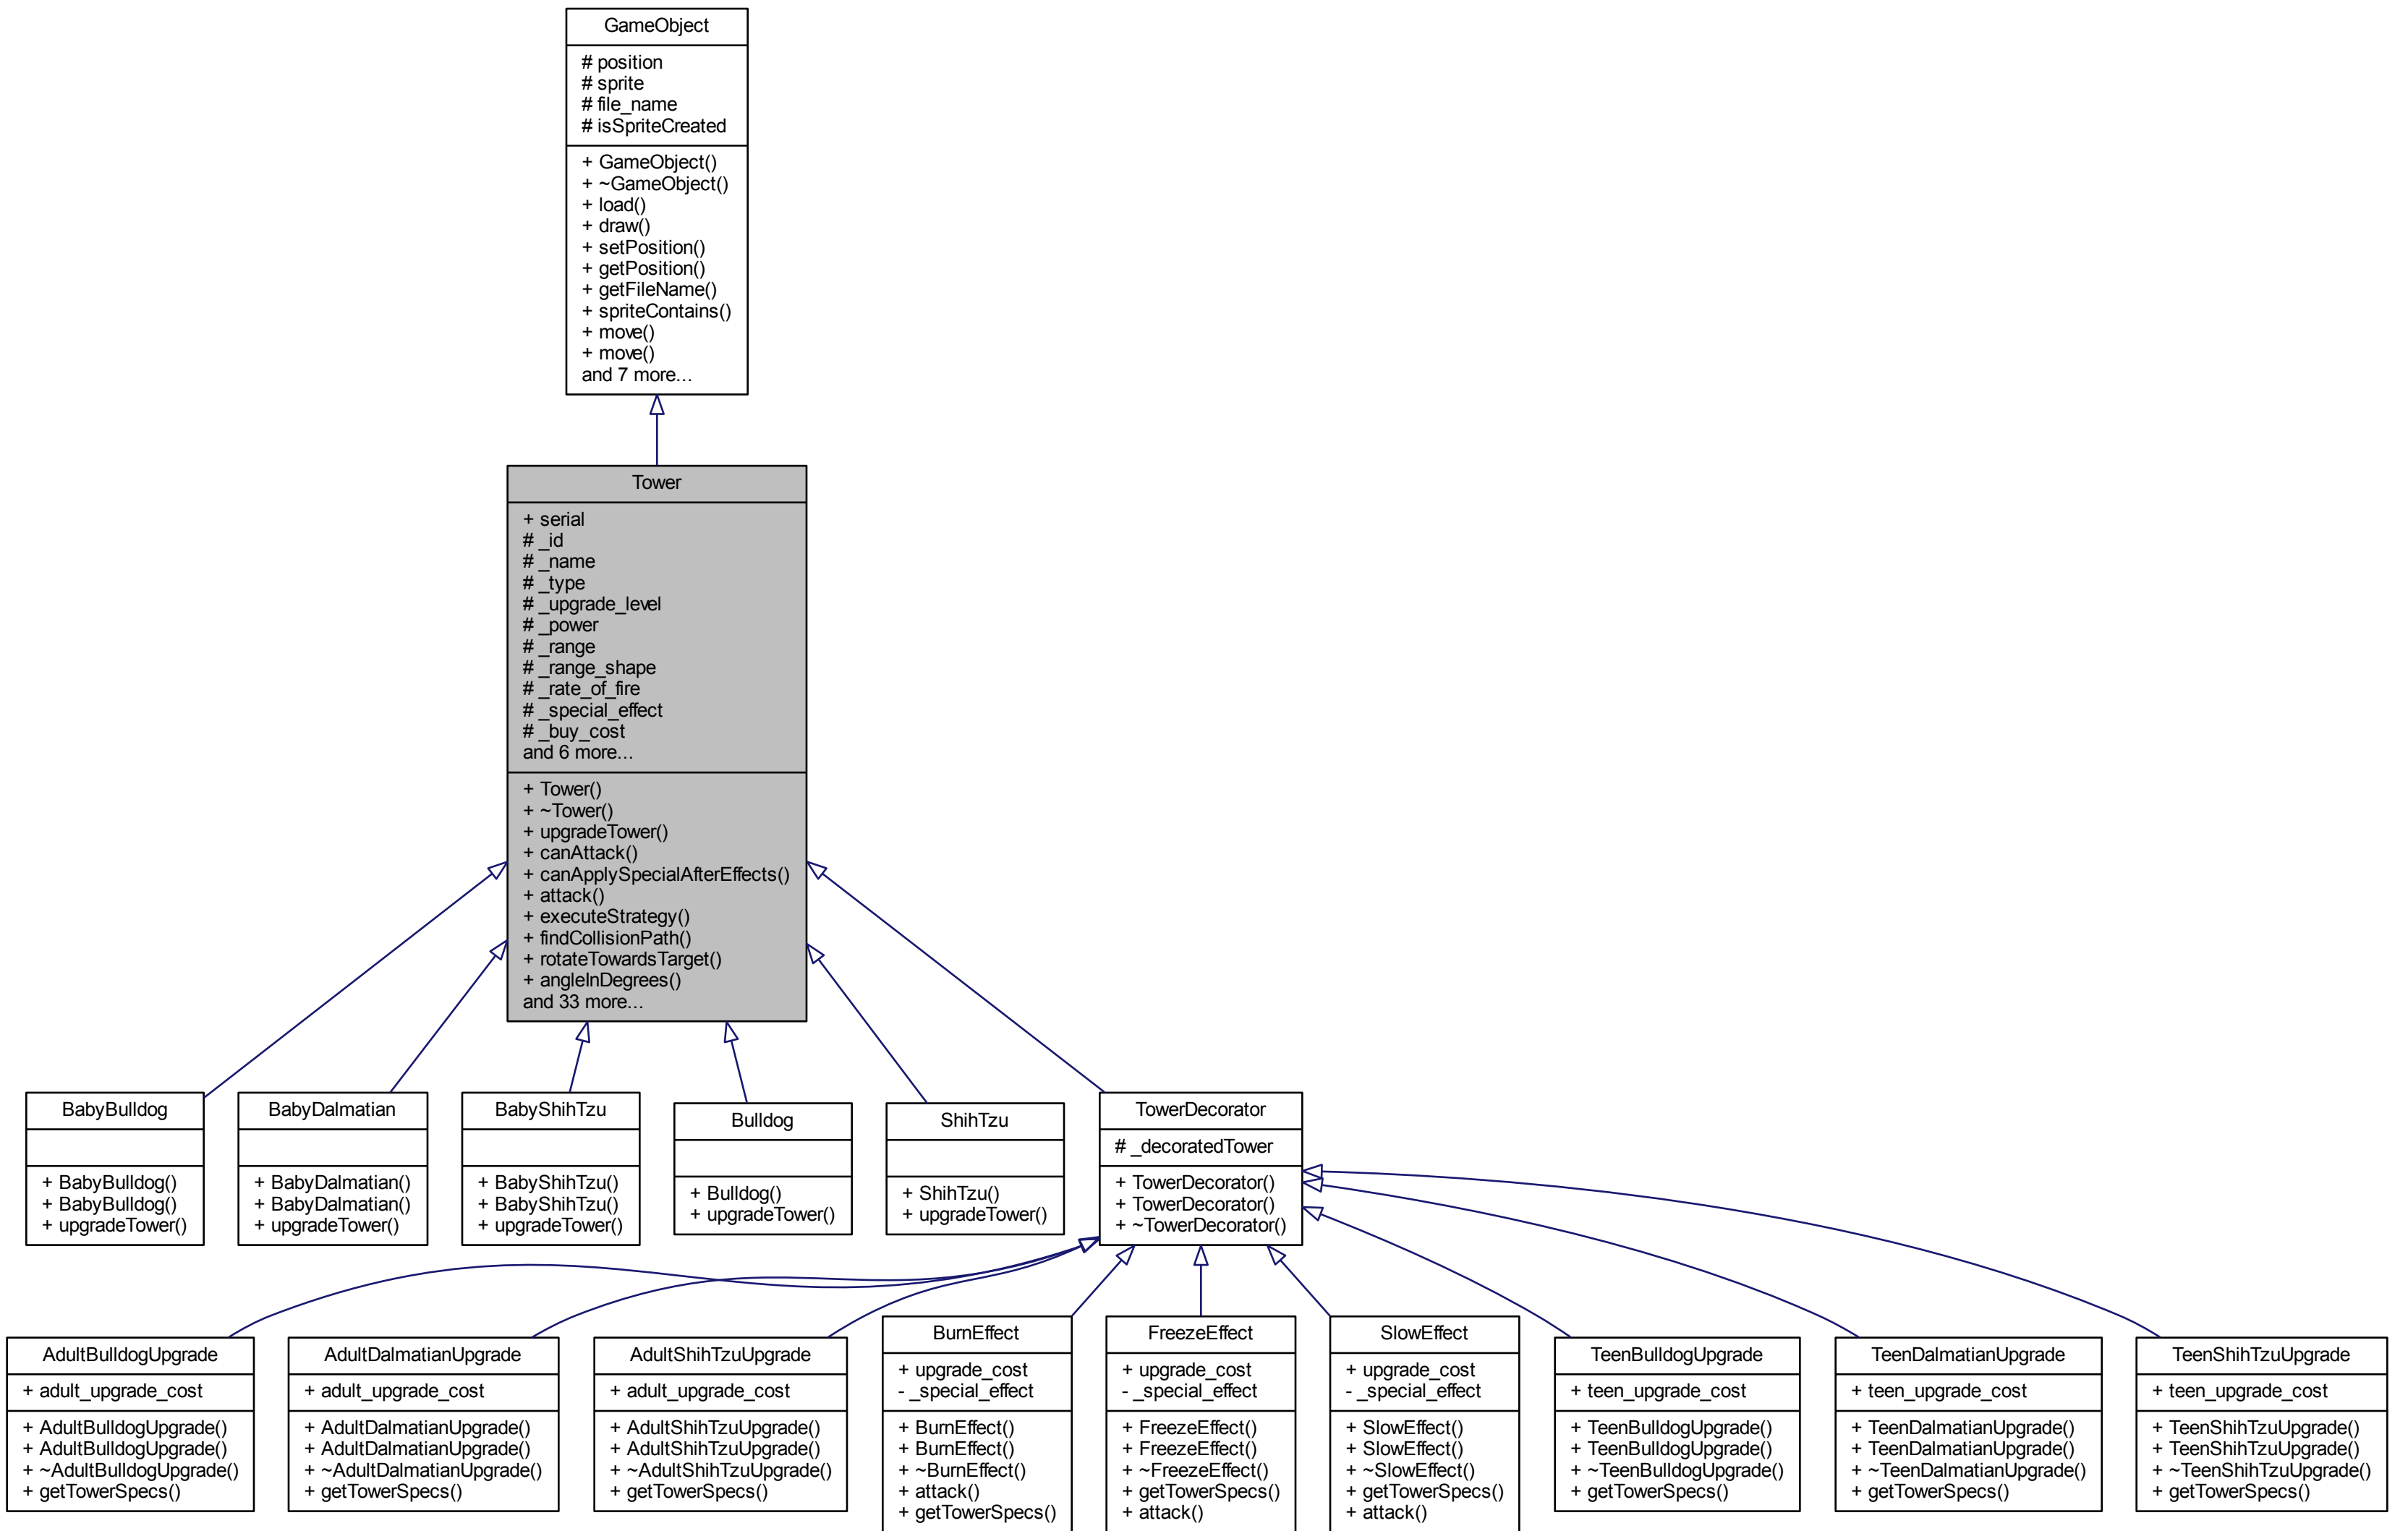 GameObject
# position
# sprite
# file_name
# isSpriteCreated
+ GameObject()
+ ~GameObject()
+ load()
+ draw()
+ setPosition()
+ getPosition()
+ getFileName()
+ spriteContains()
+ move()
+ move()
and 7 more...
Tower
+ serial
# _id
# _name
# _type
# _upgrade_level
# _power
# _range
# _range_shape
# _rate_of_fire
# _special_effect
# _buy_cost
and 6 more...
+ Tower()
+ ~Tower()
+ upgradeTower()
+ canAttack()
+ canApplySpecialAfterEffects()
+ attack()
+ executeStrategy()
+ findCollisionPath()
+ rotateTowardsTarget()
+ angleInDegrees()
and 33 more...
BabyBulldog
+ BabyBulldog()
+ BabyBulldog()
+ upgradeTower()
BabyDalmatian
+ BabyDalmatian()
+ BabyDalmatian()
+ upgradeTower()
BabyShihTzu
+ BabyShihTzu()
+ BabyShihTzu()
+ upgradeTower()
Bulldog
+ Bulldog()
+ upgradeTower()
ShihTzu
+ ShihTzu()
+ upgradeTower()
TowerDecorator
# _decoratedTower
+ TowerDecorator()
+ TowerDecorator()
+ ~TowerDecorator()
AdultBulldogUpgrade
+ adult_upgrade_cost
+ AdultBulldogUpgrade()
+ AdultBulldogUpgrade()
+ ~AdultBulldogUpgrade()
+ getTowerSpecs()
AdultDalmatianUpgrade
+ adult_upgrade_cost
+ AdultDalmatianUpgrade()
+ AdultDalmatianUpgrade()
+ ~AdultDalmatianUpgrade()
+ getTowerSpecs()
AdultShihTzuUpgrade
+ adult_upgrade_cost
+ AdultShihTzuUpgrade()
+ AdultShihTzuUpgrade()
+ ~AdultShihTzuUpgrade()
+ getTowerSpecs()
BurnEffect
+ upgrade_cost
- _special_effect
+ BurnEffect()
+ BurnEffect()
+ ~BurnEffect()
+ attack()
+ getTowerSpecs()
FreezeEffect
+ upgrade_cost
- _special_effect
+ FreezeEffect()
+ FreezeEffect()
+ ~FreezeEffect()
+ getTowerSpecs()
+ attack()
SlowEffect
+ upgrade_cost
- _special_effect
+ SlowEffect()
+ SlowEffect()
+ ~SlowEffect()
+ getTowerSpecs()
+ attack()
TeenBulldogUpgrade
+ teen_upgrade_cost
+ TeenBulldogUpgrade()
+ TeenBulldogUpgrade()
+ ~TeenBulldogUpgrade()
+ getTowerSpecs()
TeenDalmatianUpgrade
+ teen_upgrade_cost
+ TeenDalmatianUpgrade()
+ TeenDalmatianUpgrade()
+ ~TeenDalmatianUpgrade()
+ getTowerSpecs()
TeenShihTzuUpgrade
+ teen_upgrade_cost
+ TeenShihTzuUpgrade()
+ TeenShihTzuUpgrade()
+ ~TeenShihTzuUpgrade()
+ getTowerSpecs()